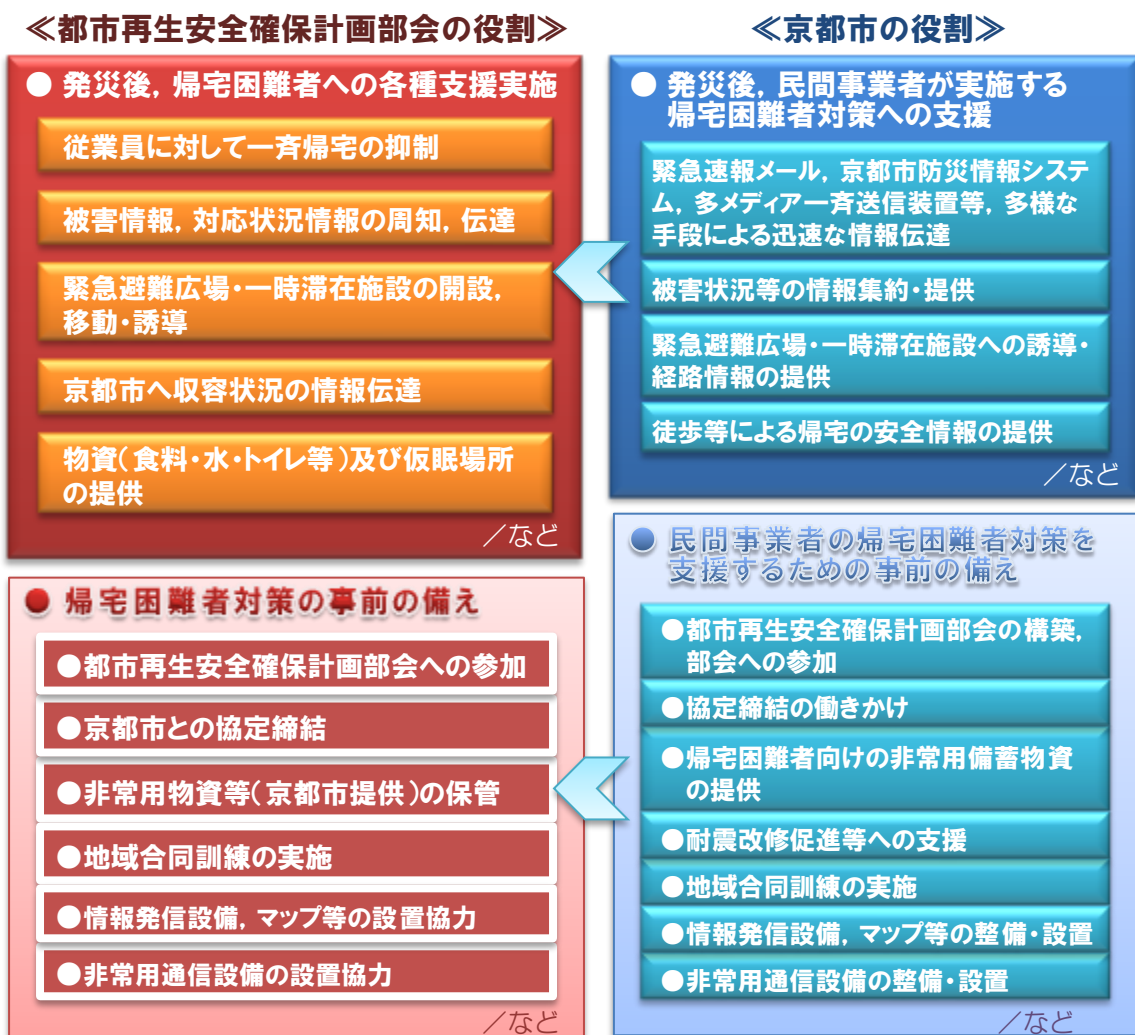 ≪都市再生安全確保計画部会の役割≫
● 発災後，帰宅困難者への各種支援実施
従業員に対して一斉帰宅の抑制
被害情報，対応状況情報の周知，伝達
緊急避難広場・一時滞在施設の開設，
移動・誘導
京都市へ収容状況の情報伝達
物資（食料・水・トイレ等）及び仮眠場所
の提供
／など
● 帰宅困難者対策の事前の備え
●都市再生安全確保計画部会への参加
●京都市との協定締結
●非常用物資等（京都市提供）の保管
●地域合同訓練の実施
●情報発信設備，マップ等の設置協力
●非常用通信設備の設置協力
／など
≪京都市の役割≫
● 発災後，民間事業者が実施する
帰宅困難者対策への支援
緊急速報メール，京都市防災情報システ
ム，多メディア一斉送信装置等，多様な
手段による迅速な情報伝達
被害状況等の情報集約・提供
緊急避難広場・一時滞在施設への誘導・
経路情報の提供
徒歩等による帰宅の安全情報の提供
／など
● 民間事業者の帰宅困難者対策を
支援するための事前の備え
●都市再生安全確保計画部会の構築，
部会への参加
●協定締結の働きかけ
●帰宅困難者向けの非常用備蓄物資
の提供
●耐震改修促進等への支援
●地域合同訓練の実施
●情報発信設備，マップ等の整備・設置
●非常用通信設備の整備・設置
／など